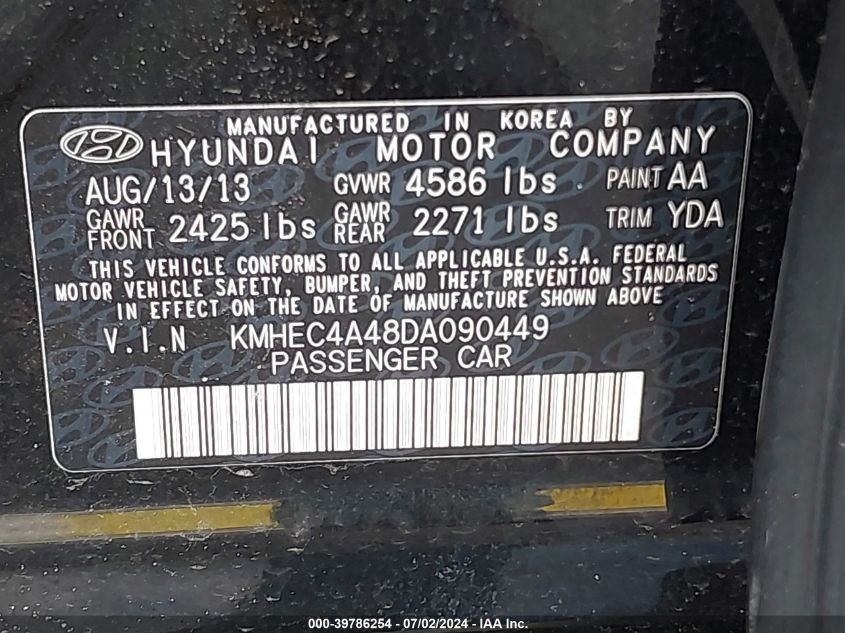 MANUFACTURED IN KOREA BY
HYUNDAI MOTOR COMPANY
AUG/13/13 GVWR 4586 lbs PAINT AA
GAWR FRONT 2425 lbs GAWR REAR 2271 lbs TRIM YDA
THIS VEHICLE CONFORMS TO ALL APPLICABLE U.S.A. FEDERAL
MOTOR VEHICLE SAFETY, BUMPER, AND THEFT PREVENTION STANDARDS
IN EFFECT ON THE DATE OF MANUFACTURE SHOWN ABOVE
V.I.N KMHEC4A48DA090449
PASSENGER CAR
000-39786254 - 07/02/2024 - IAA Inc.